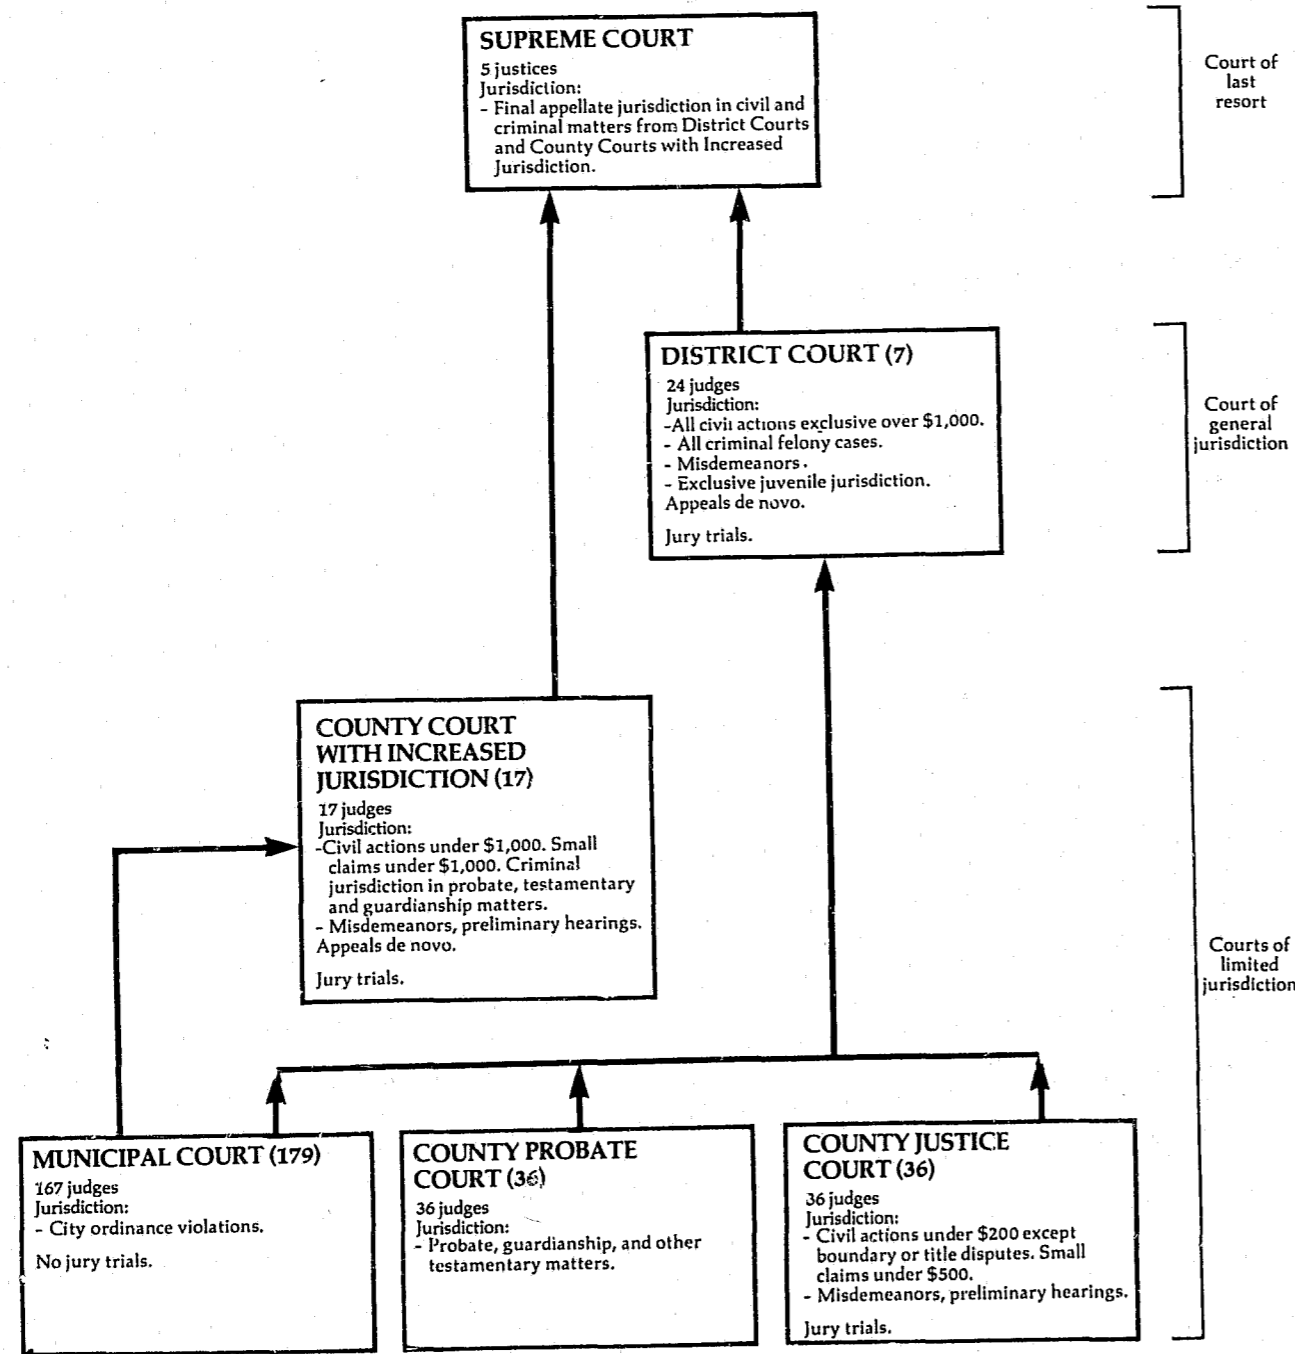 SUPREME COURT
5 justices
Jurisdiction:
- Final appellate jurisdiction in civil and
criminal matters from District Courts
and County Courts with Increased
Jurisdiction.
Court of
last
resort
DISTRICT COURT (7)
24 judges
Jurisdiction:
-All civil actions exclusive over $1,000.
- All criminal felony cases.
- Misdemeanors.
- Exclusive juvenile jurisdiction.
Appeals de novo.
Jury trials.
Court of
general
jurisdiction
COUNTY COURT
WITH INCREASED
JURISDICTION (17)
17 judges
Jurisdiction:
-Civil actions under $1,000. Small
claims under $1,000. Criminal
jurisdiction in probate, testamentary
and guardianship matters.
- Misdemeanors, preliminary hearings.
Appeals de novo.
Jury trials.
Courts of
limited
jurisdiction
MUNICIPAL COURT (179)
167 judges
Jurisdiction:
- City ordinance violations.
No jury trials.
COUNTY PROBATE
COURT (36)
36 judges
Jurisdiction:
- Probate, guardianship, and other
testamentary matters.
COUNTY JUSTICE
COURT (36)
36 judges
Jurisdiction:
- Civil actions under $200 except
boundary or title disputes. Small
claims under $500.
- Misdemeanors, preliminary hearings.
Jury trials.